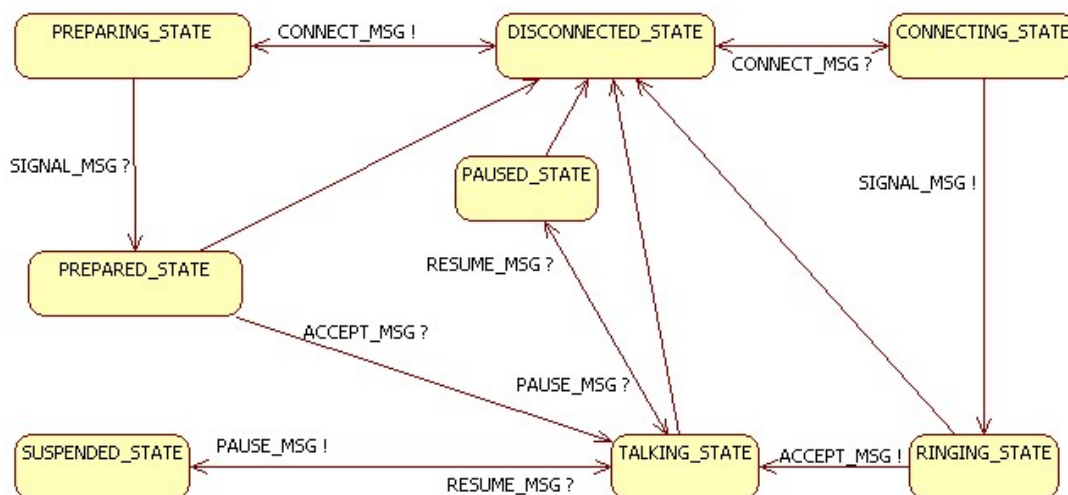 PREPARING_STATE
CONNECT_MSG !
DISCONNECTED_STATE
CONNECTING_STATE
CONNECT_MSG ?
SIGNAL_MSG ?
PAUSED_STATE
SIGNAL_MSG !
PREPARED_STATE
RESUME_MSG ?
ACCEPT_MSG ?
PAUSE_MSG ?
SUSPENDED_STATE
PAUSE_MSG !
TALKING_STATE
ACCEPT_MSG !
RINGING_STATE
RESUME_MSG ?